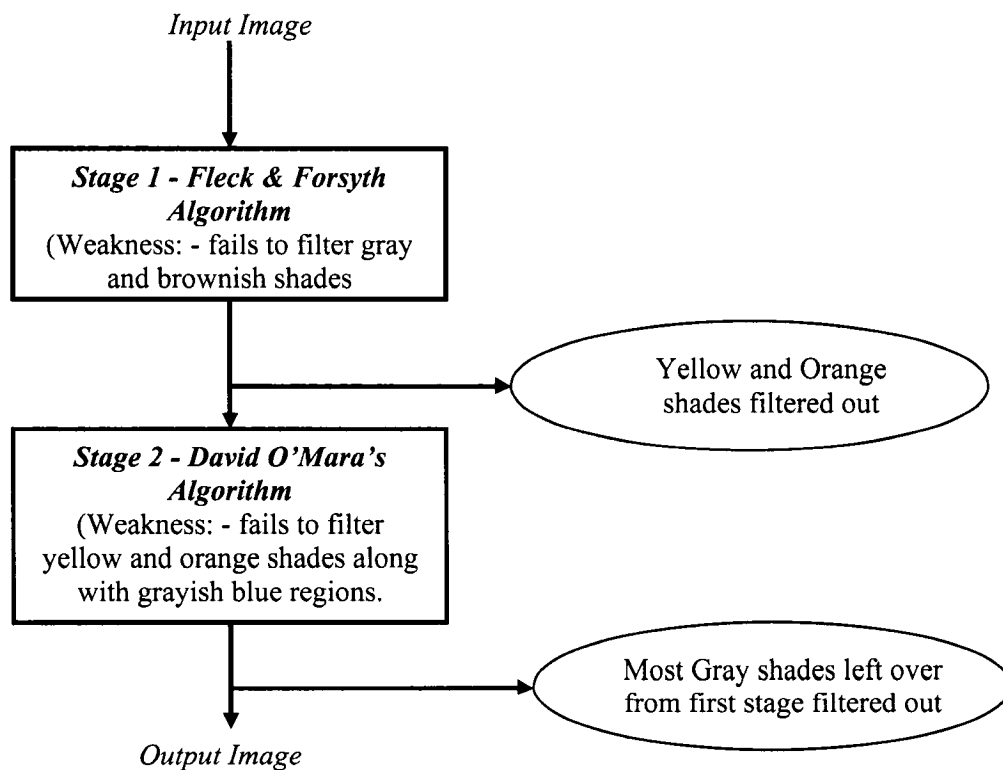 Input Image
Stage 1 - Fleck & Forsyth
Algorithm
(Weakness: - fails to filter gray
and brownish shades
Yellow and Orange
shades filtered out
Stage 2 - David O’Mara’s
Algorithm
(Weakness: - fails to filter
yellow and orange shades along
with grayish blue regions.
Most Gray shades left over
from first stage filtered out
Output Image